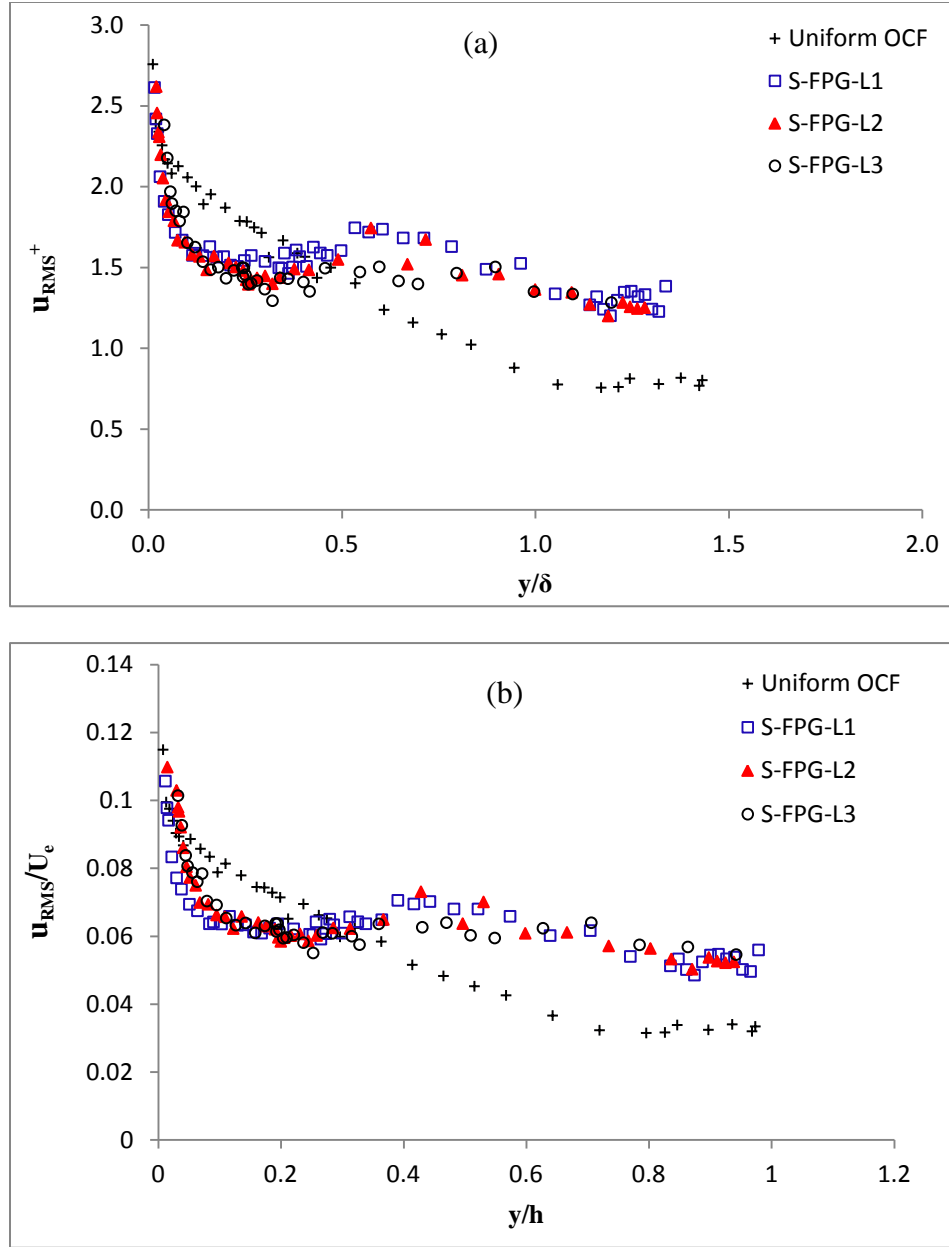 (a)
Uniform OCF
S-FPG-L1
S-FPG-L2
S-FPG-L3
3.0
2.5
2.0
1.5
1.0
0.5
0.0
uRMS+
0.0 0.5 1.0 1.5 2.0
y/δ
(b)
Uniform OCF
S-FPG-L1
S-FPG-L2
S-FPG-L3
0.14
0.12
0.1
0.08
0.06
0.04
0.02
0
uRMS/Ue
0 0.2 0.4 0.6 0.8 1 1.2
y/h